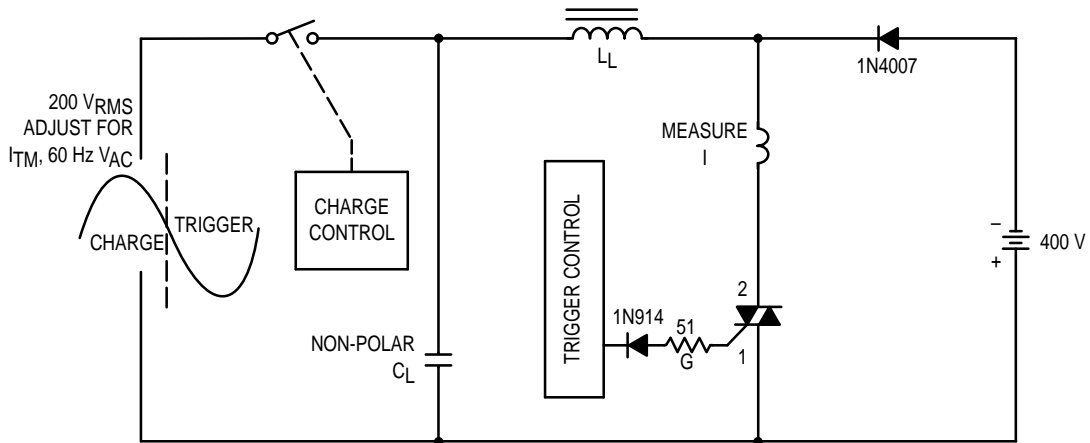 200 VRMS
ADJUST FOR
ITM, 60 Hz VAC
CHARGE
TRIGGER
CHARGE
CONTROL
NON-POLAR
CL
LL
TRIGGER CONTROL
MEASURE
I
1N914
51
G
2
1
1N4007
–
+
400 V